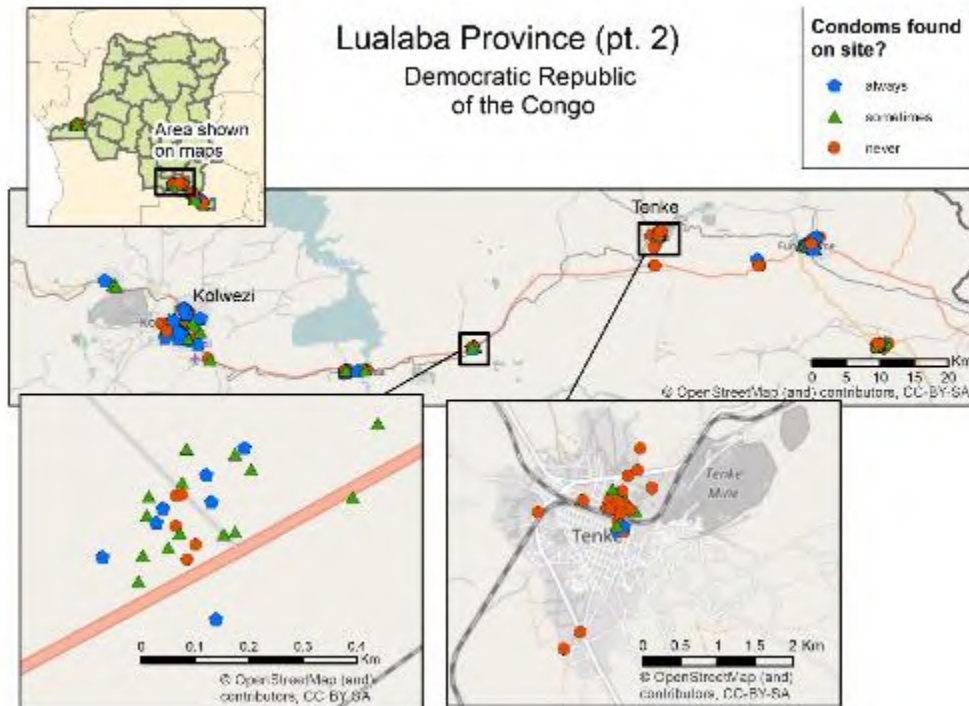 Lualaba Province (pt. 2)
Democratic Republic
of the Congo
Condoms found
on site?
always
sometimes
never
Area shown
on maps
Tenke
Kolwezi
Km
0 5 10 15 20
© OpenStreetMap (and) contributors, CC-BY-SA
0 0.1 0.2 0.3 0.4
Km
© OpenStreetMap (and)
contributors, CC-BY-SA
Tenke
Mine
Tenke
0 0.5 1 1.5 2 Km
© OpenStreetMap (and)
contributors, CC-BY-SA